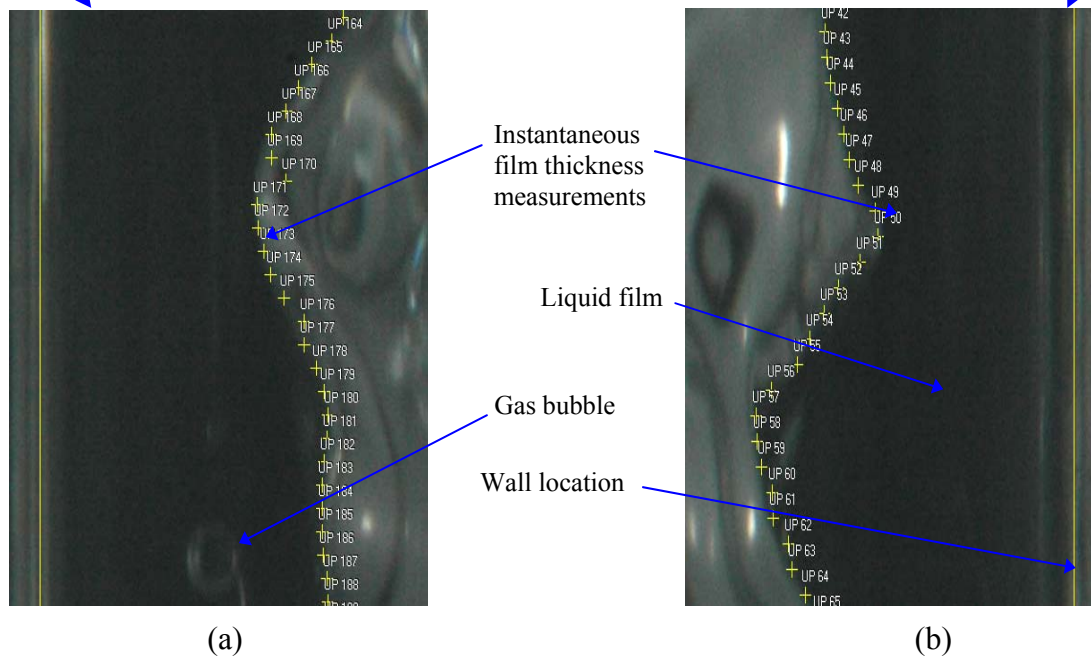 UP 164
UP 165
UP 166
UP 167
UP 168
UP 169
UP 170
UP 171
UP 172
UP 173
UP 174
UP 175
UP 176
UP 177
UP 178
UP 179
UP 180
UP 181
UP 182
UP 183
UP 184
UP 185
UP 186
UP 187
UP 188
Instantaneous
film thickness
measurements
Liquid film
Gas bubble
Wall location
UP 42
UP 43
UP 44
UP 45
UP 46
UP 47
UP 48
UP 49
UP 50
UP 51
UP 52
UP 53
UP 54
UP 55
UP 56
UP 57
UP 58
UP 59
UP 60
UP 61
UP 62
UP 63
UP 64
UP 65
(a)
(b)